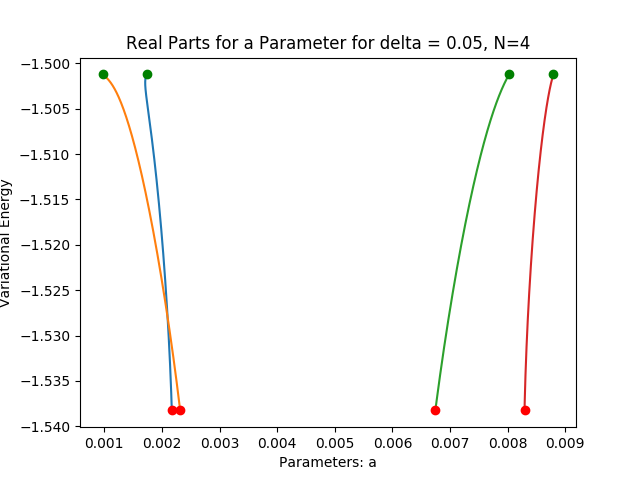 Real Parts for a Parameter for delta = 0.05, N=4
Variational Energy
−1.500
−1.505
−1.510
−1.515
−1.520
−1.525
−1.530
−1.535
−1.540
0.001 0.002 0.003 0.004 0.005 0.006 0.007 0.008 0.009
Parameters: a